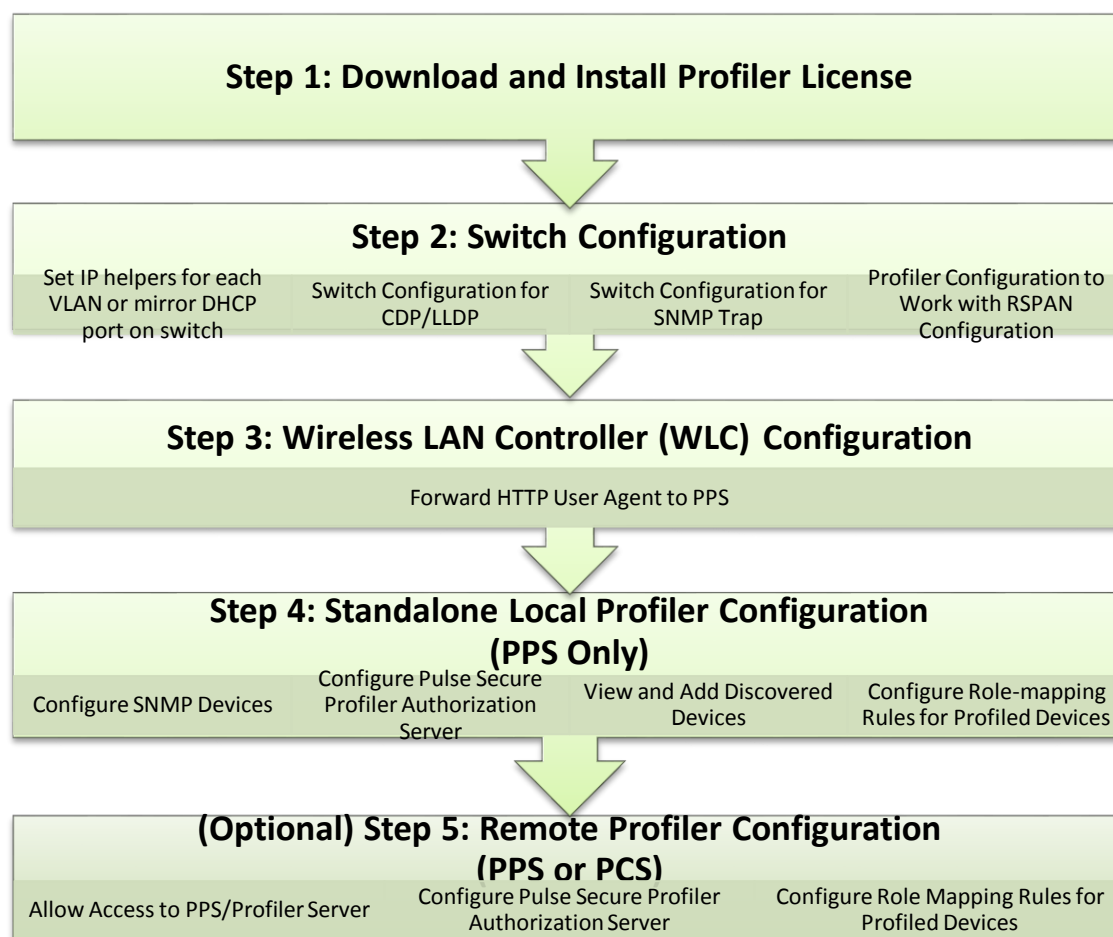 Step 1: Download and Install Profiler License
Step 2: Switch Configuration
Set IP helpers for each
VLAN or mirror DHCP
port on switch
Switch Configuration for
CDP/LLDP
Switch Configuration for
SNMP Trap
Profiler Configuration to
Work with RSPAN
Configuration
Step 3: Wireless LAN Controller (WLC) Configuration
Forward HTTP User Agent to PPS
Step 4: Standalone Local Profiler Configuration
(PPS Only)
Configure SNMP Devices
Configure Pulse Secure
Profiler Authorization
Server
View and Add Discovered
Devices
Configure Role-mapping
Rules for Profiled Devices
(Optional) Step 5: Remote Profiler Configuration
(PPS or PCS)
Allow Access to PPS/Profiler Server
Configure Pulse Secure Profiler
Authorization Server
Configure Role Mapping Rules for
Profiled Devices